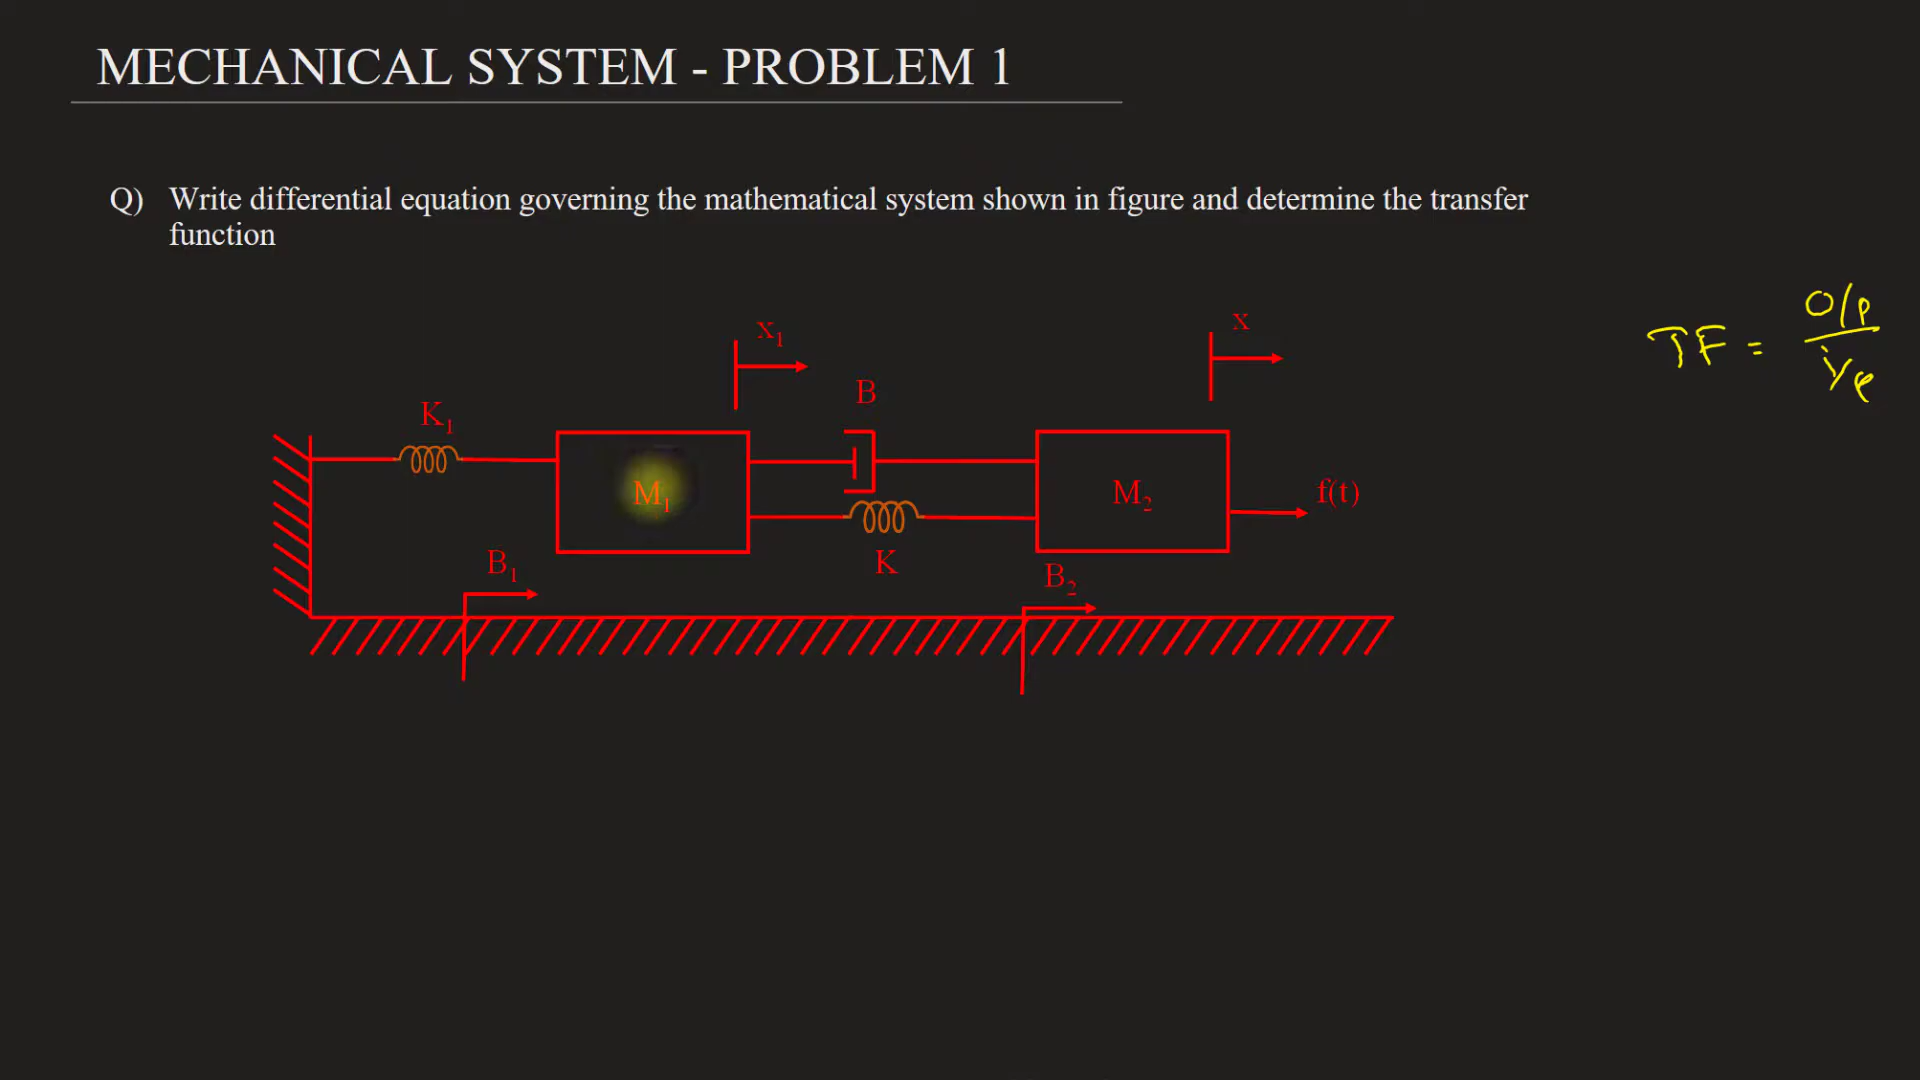 MECHANICAL SYSTEM - PROBLEM 1
Q) Write differential equation governing the mathematical system shown in figure and determine the transfer
function
TF = O/p
i/p
x₁
x
B
K₁
M₁
M₂
f(t)
K
B₁
B₂